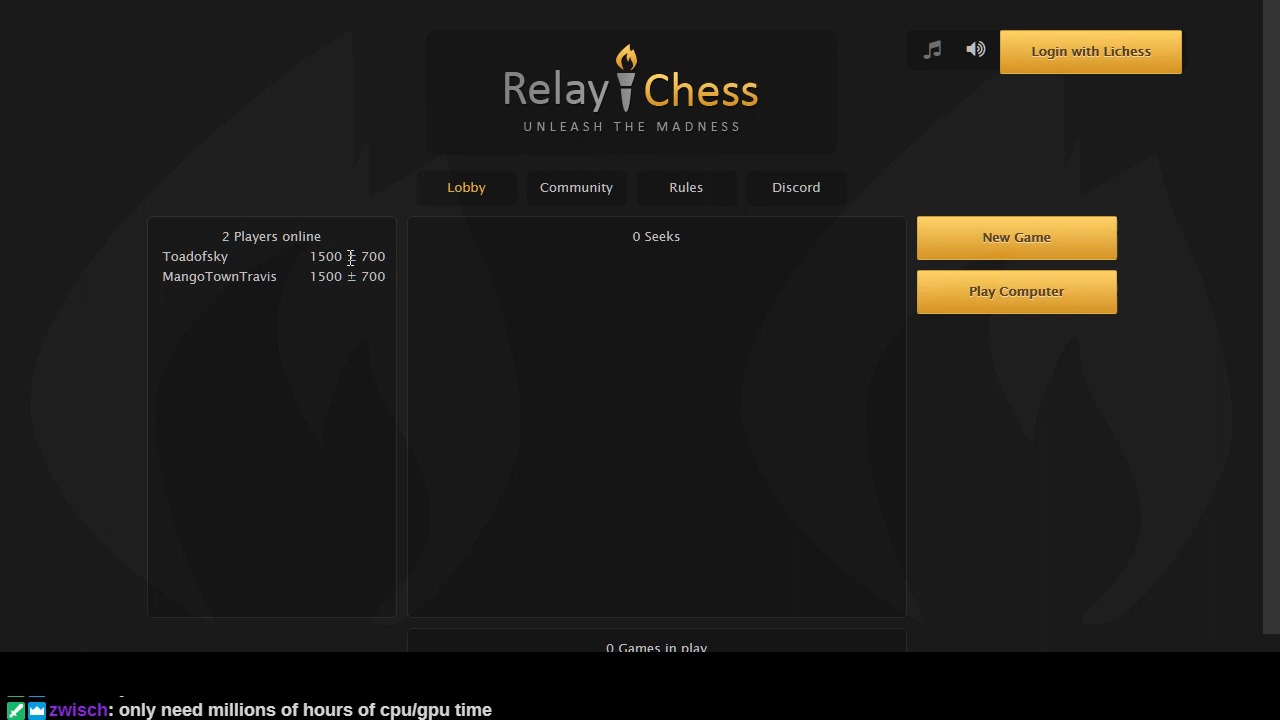 Relay Chess
UNLEASH THE MADNESS
Login with Lichess
Lobby
Community
Rules
Discord
2 Players online
Toadofsky 1500 ± 700
MangoTownTravis 1500 ± 700
0 Seeks
New Game
Play Computer
0 Games in play
zwisch: only need millions of hours of cpu/gpu time